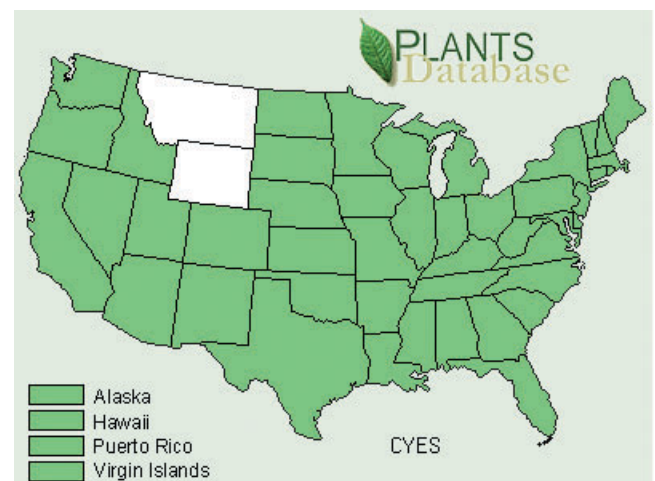 PLANTS
Database
Alaska
Hawaii
Puerto Rico
Virgin Islands
CYES